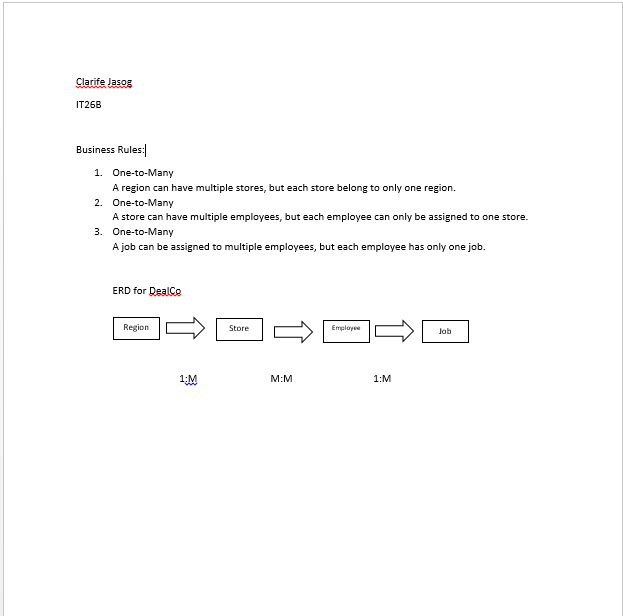 Clarife Jasog
IT26B
Business Rules:
1. One-to-Many
A region can have multiple stores, but each store belong to only one region.
2. One-to-Many
A store can have multiple employees, but each employee can only be assigned to one store.
3. One-to-Many
A job can be assigned to multiple employees, but each employee has only one job.
ERD for DealCo
Region Store Employee Job
1:M M:M 1:M